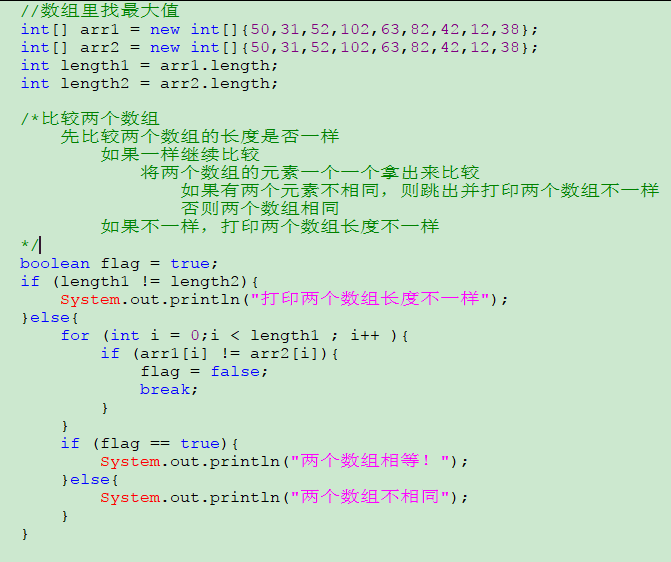 //数组里找最大值
int[] arr1 = new int[]{50,31,52,102,63,82,42,12,38};
int[] arr2 = new int[]{50,31,52,102,63,82,42,12,38};
int length1 = arr1.length;
int length2 = arr2.length;

/*比较两个数组
    先比较两个数组的长度是否一样
        如果一样继续比较
            将两个数组的元素一个一个拿出来比较
                如果有两个元素不相同，则跳出并打印两个数组不一样
                否则两个数组相同
        如果不一样，打印两个数组长度不一样
*/
boolean flag = true;
if (length1 != length2){
    System.out.println("打印两个数组长度不一样");
}else{
    for (int i = 0;i < length1 ; i++ ){
        if (arr1[i] != arr2[i]){
            flag = false;
            break;
        }
    }
    if (flag == true){
        System.out.println("两个数组相等！");
    }else{
        System.out.println("两个数组不相同");
    }
}